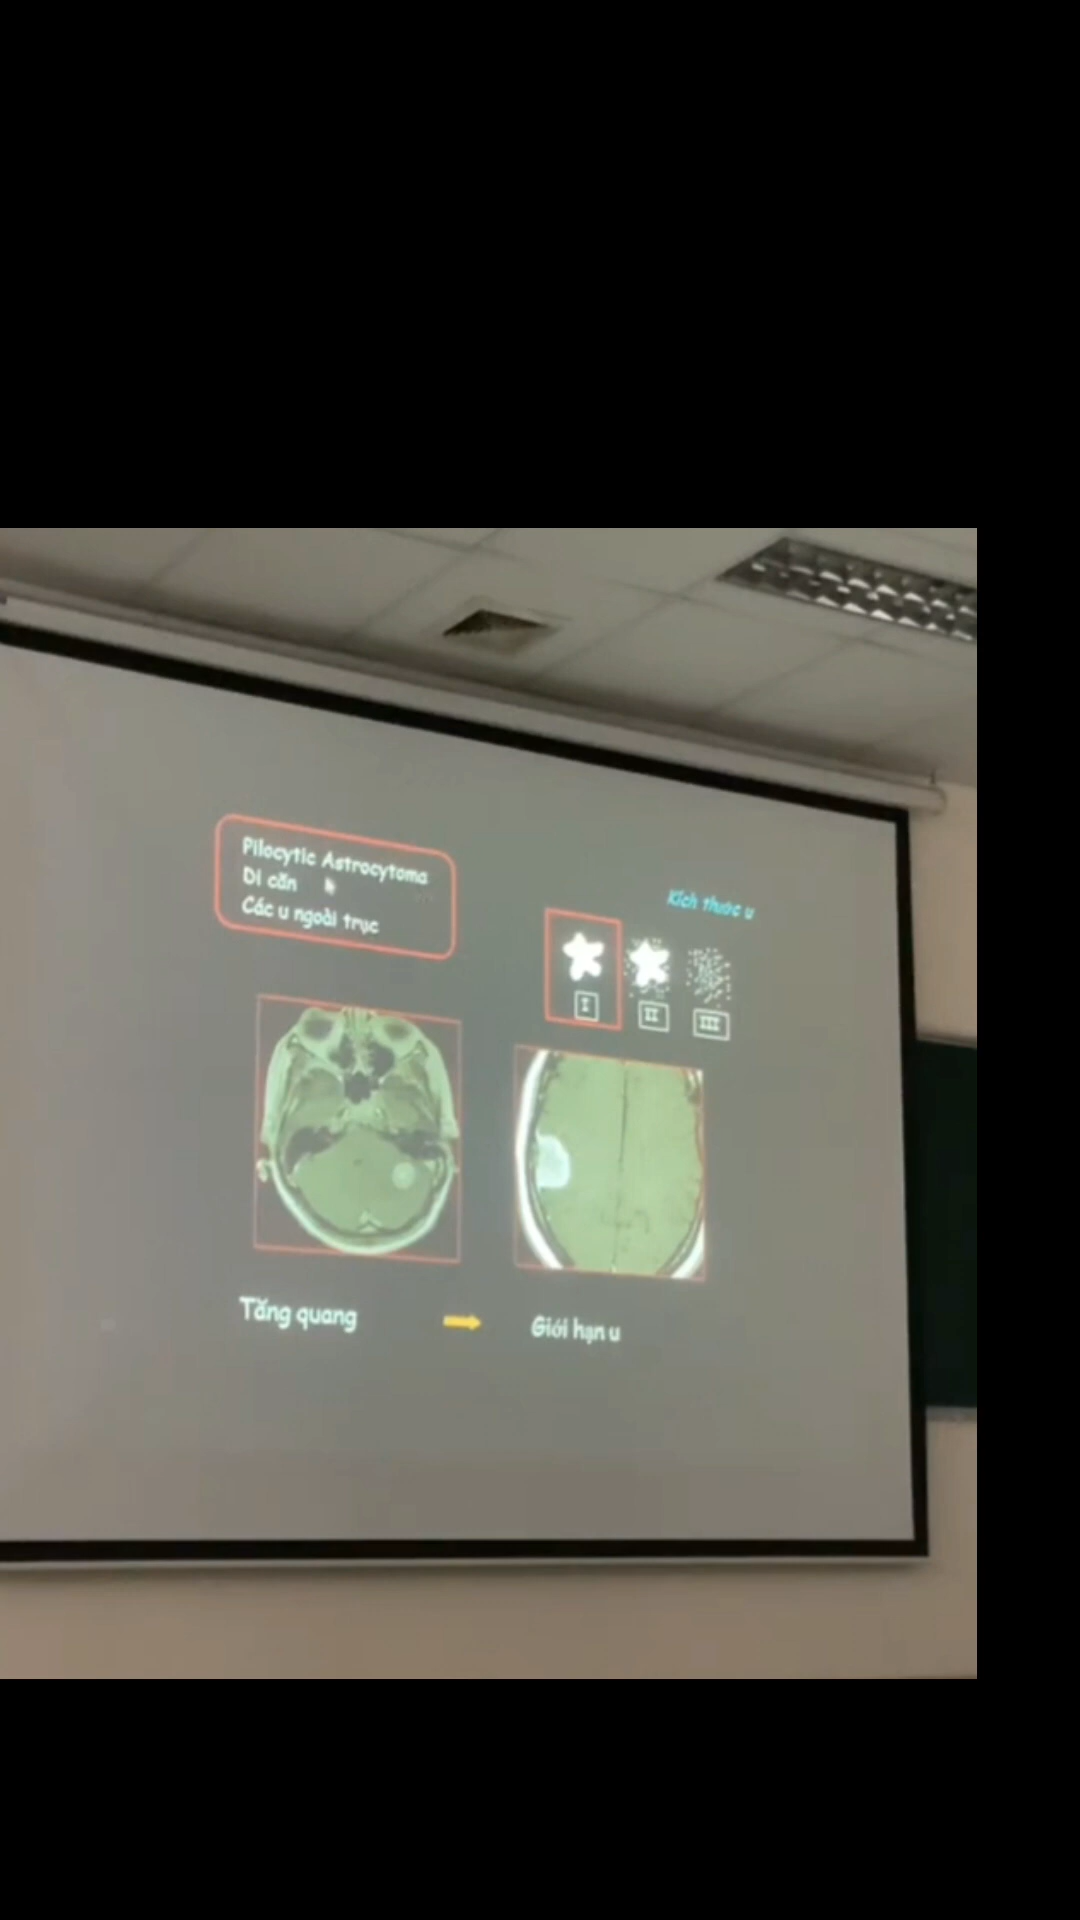 Pilocytic Astrocytoma
Di căn
Các u ngoài trục
Kích thước u
I
II
III
Tăng quang
Giới hạn u